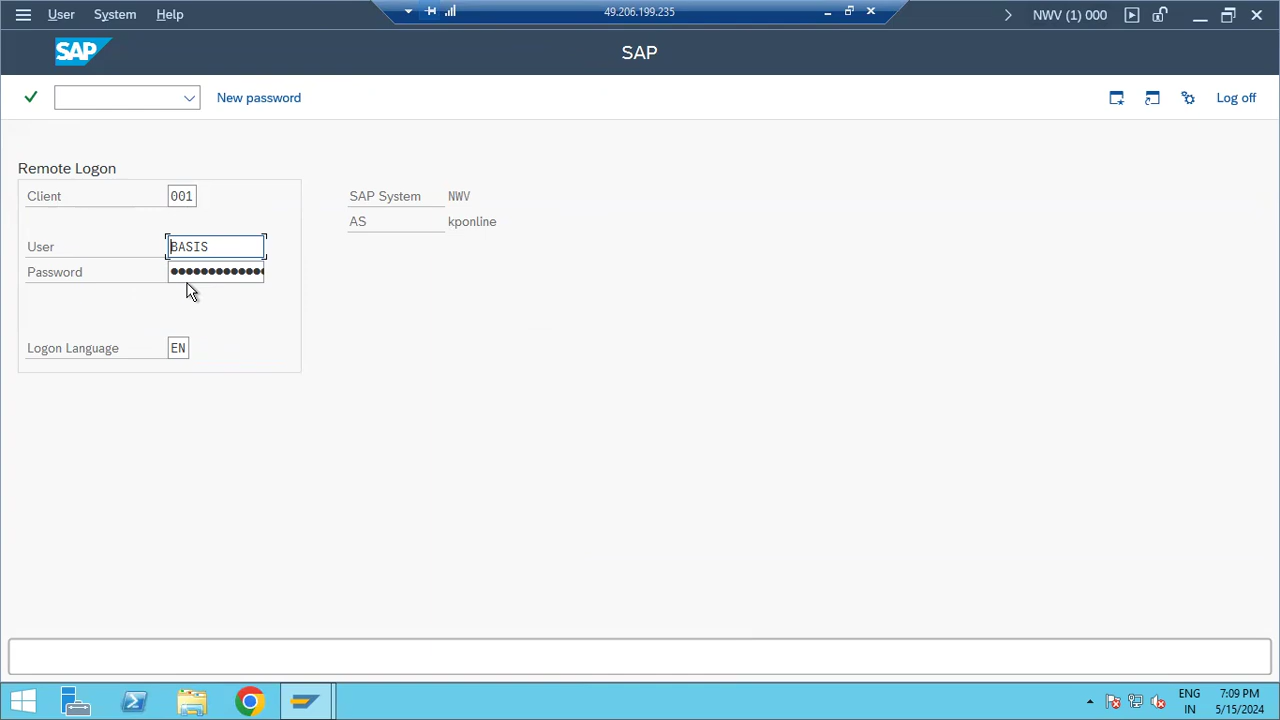 User System Help
49.206.199.235
NWV (1) 000
SAP
SAP
New password
Log off
Remote Logon
Client 001
SAP System NWV
AS kponline
User BASIS
Password ●●●●●●●●●●●●●
Logon Language EN
ENG
IN
7:09 PM
5/15/2024